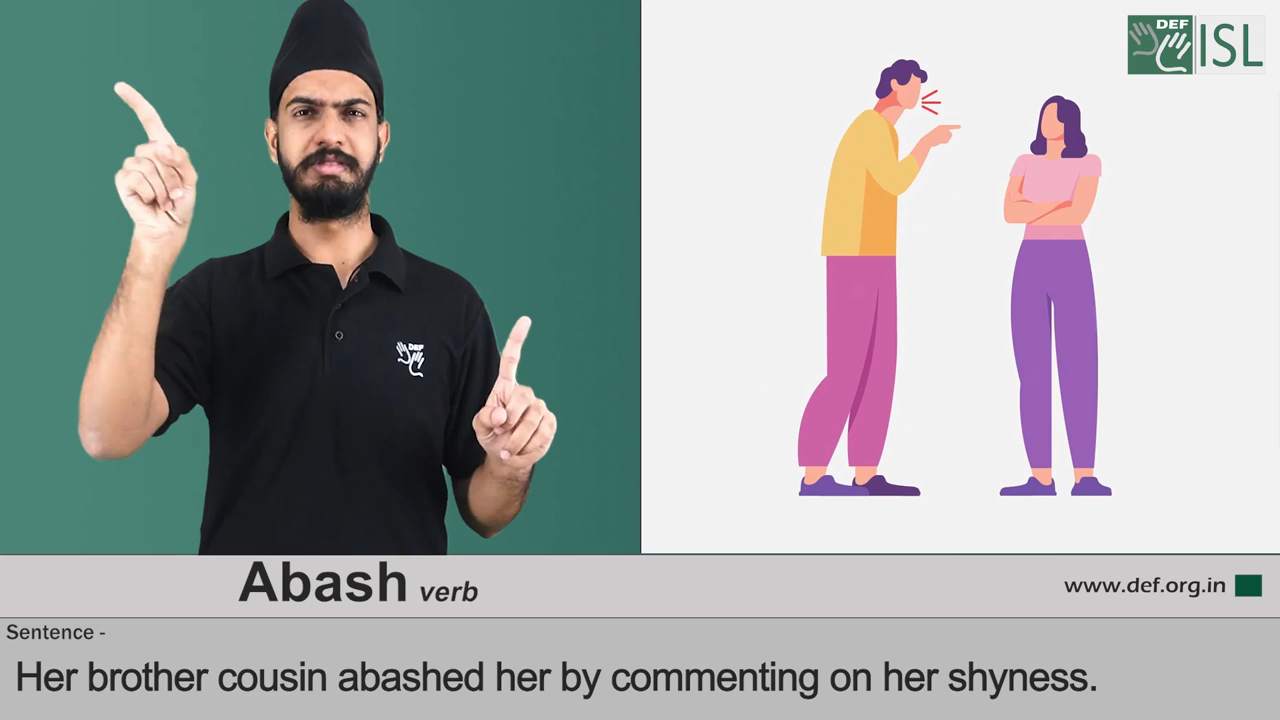 DEF
ISL
DEF
Abash verb
www.def.org.in
Sentence -
Her brother cousin abashed her by commenting on her shyness.